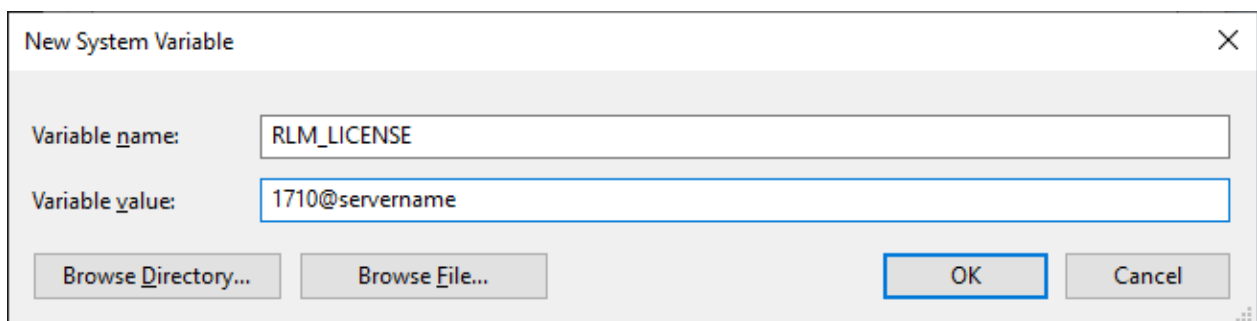 New System Variable
Variable name: RLM_LICENSE
Variable value: 1710@servername
Browse Directory... Browse File... OK Cancel